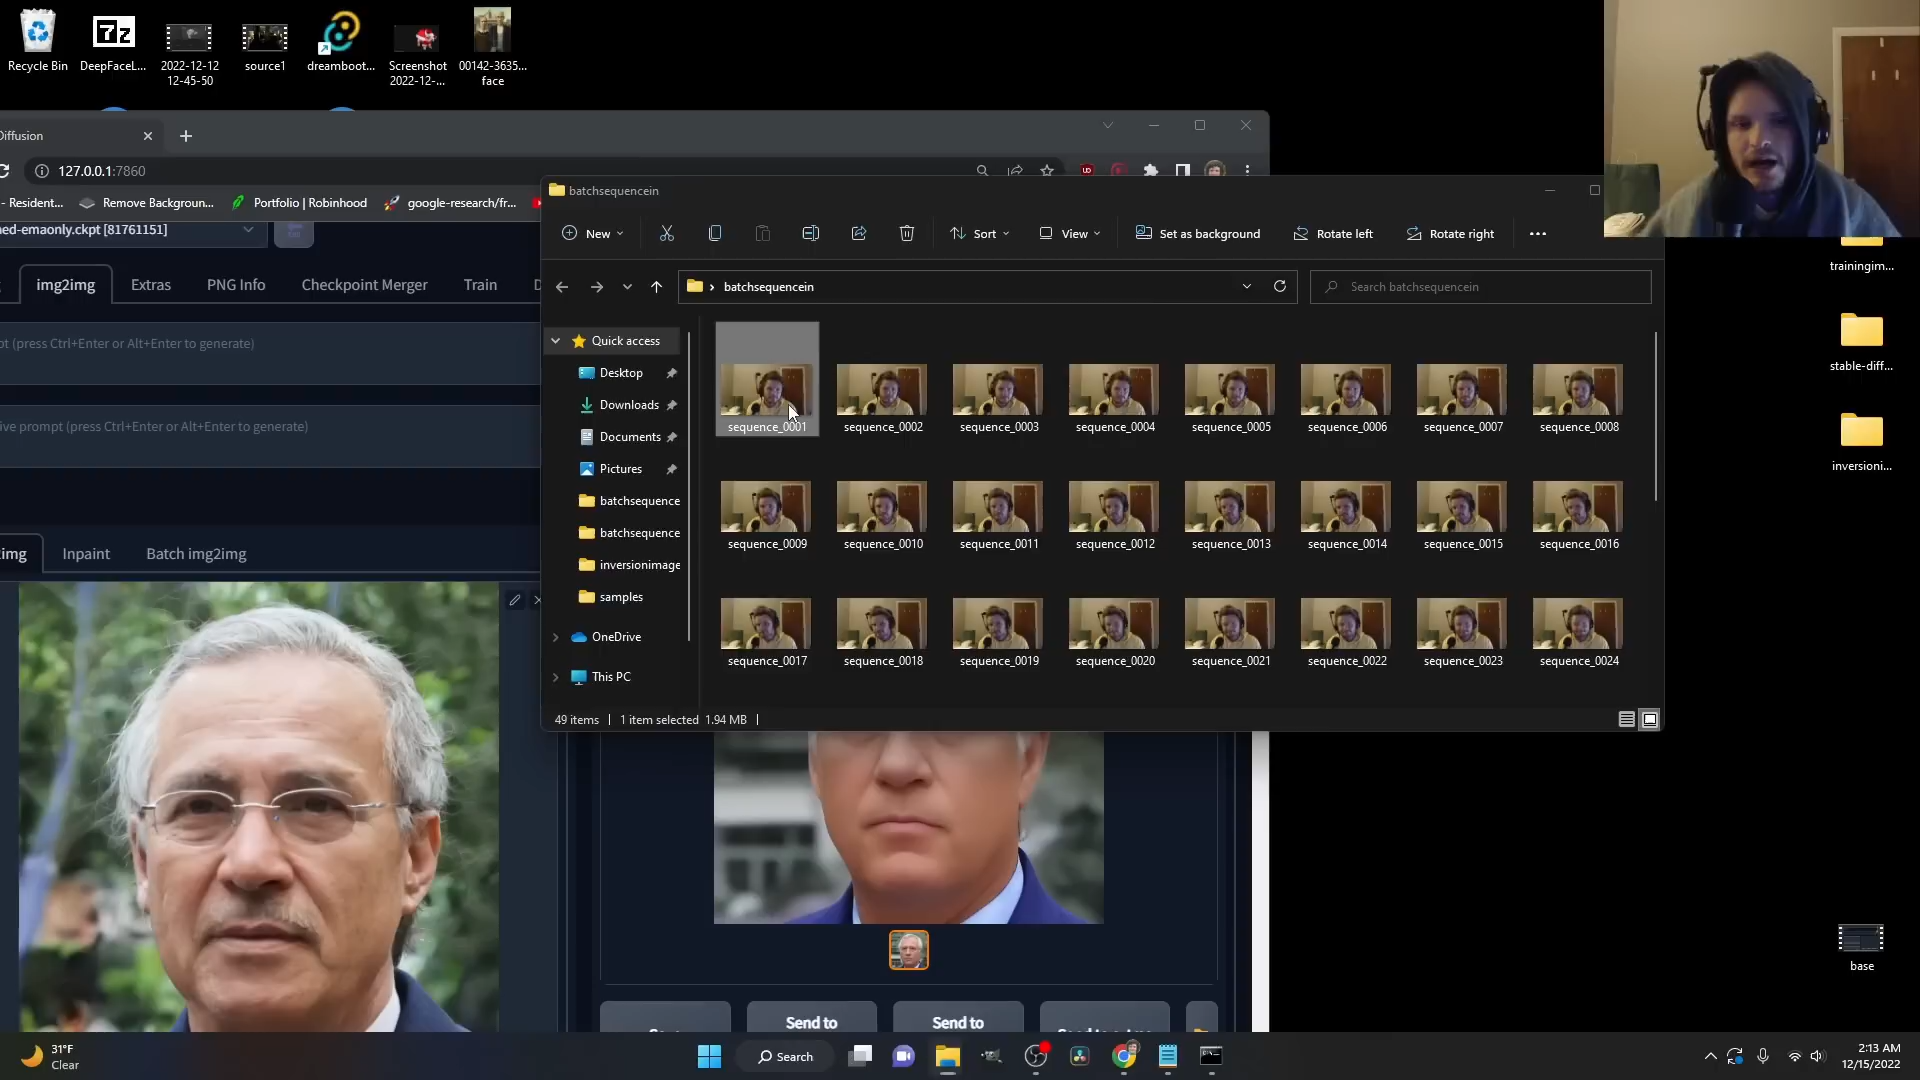 Recycle Bin
DeepFaceL...
2022-12-12
12-45-50
source1
dreamboot...
Screenshot
2022-12-...
00142-3635...
face
7z
Diffusion
127.0.0.1:7860
- Resident...
Remove Backgroun...
Portfolio | Robinhood
google-research/fr...
ned-emaonly.ckpt [81761151]
img2img
Extras
PNG Info
Checkpoint Merger
Train
D
pt (press Ctrl+Enter or Alt+Enter to generate)
ive prompt (press Ctrl+Enter or Alt+Enter to generate)
img
Inpaint
Batch img2img
batchsequencein
New
Sort
View
Set as background
Rotate left
Rotate right
batchsequencein
Search batchsequencein
Quick access
Desktop
Downloads
Documents
Pictures
batchsequence
batchsequence
inversionimage
samples
OneDrive
This PC
sequence_0001
sequence_0002
sequence_0003
sequence_0004
sequence_0005
sequence_0006
sequence_0007
sequence_0008
sequence_0009
sequence_0010
sequence_0011
sequence_0012
sequence_0013
sequence_0014
sequence_0015
sequence_0016
sequence_0017
sequence_0018
sequence_0019
sequence_0020
sequence_0021
sequence_0022
sequence_0023
sequence_0024
49 items
1 item selected 1.94 MB
trainingim...
stable-diff...
inversioni...
base
Send to
Send to
31°F
Clear
Search
2:13 AM
12/15/2022